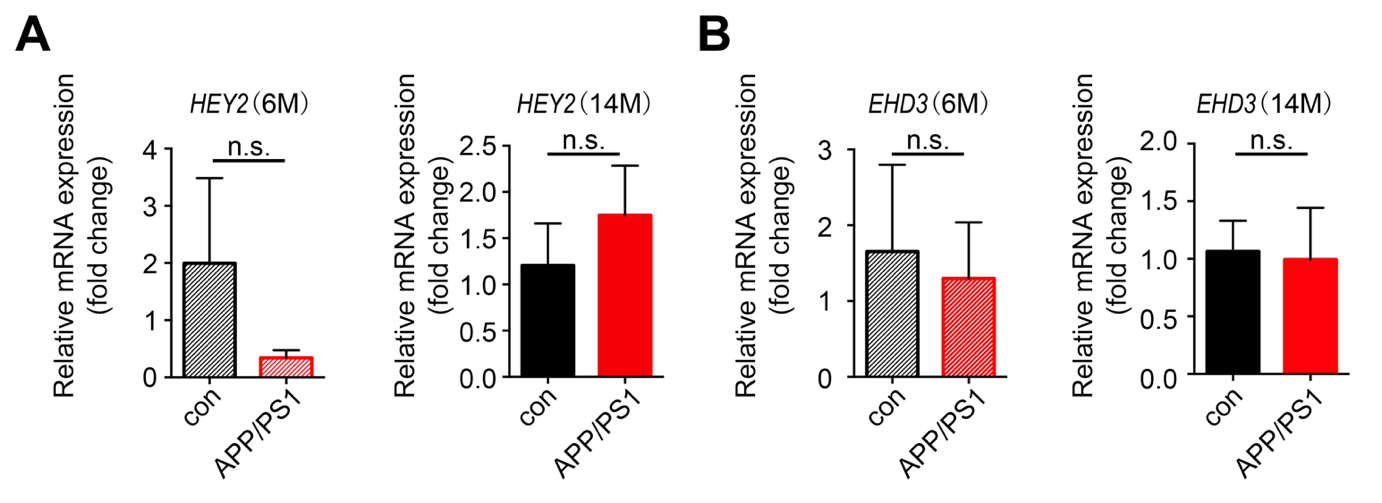 A
Relative mRNA expression
(fold change)
HEY2(6M)
n.s.
4
3
2
1
0
con
APP/PS1
Relative mRNA expression
(fold change)
HEY2(14M)
n.s.
2.5
2.0
1.5
1.0
0.5
0.0
con
APP/PS1
B
Relative mRNA expression
(fold change)
EHD3(6M)
n.s.
3
2
1
0
con
APP/PS1
Relative mRNA expression
(fold change)
EHD3(14M)
n.s.
2.0
1.5
1.0
0.5
0.0
con
APP/PS1